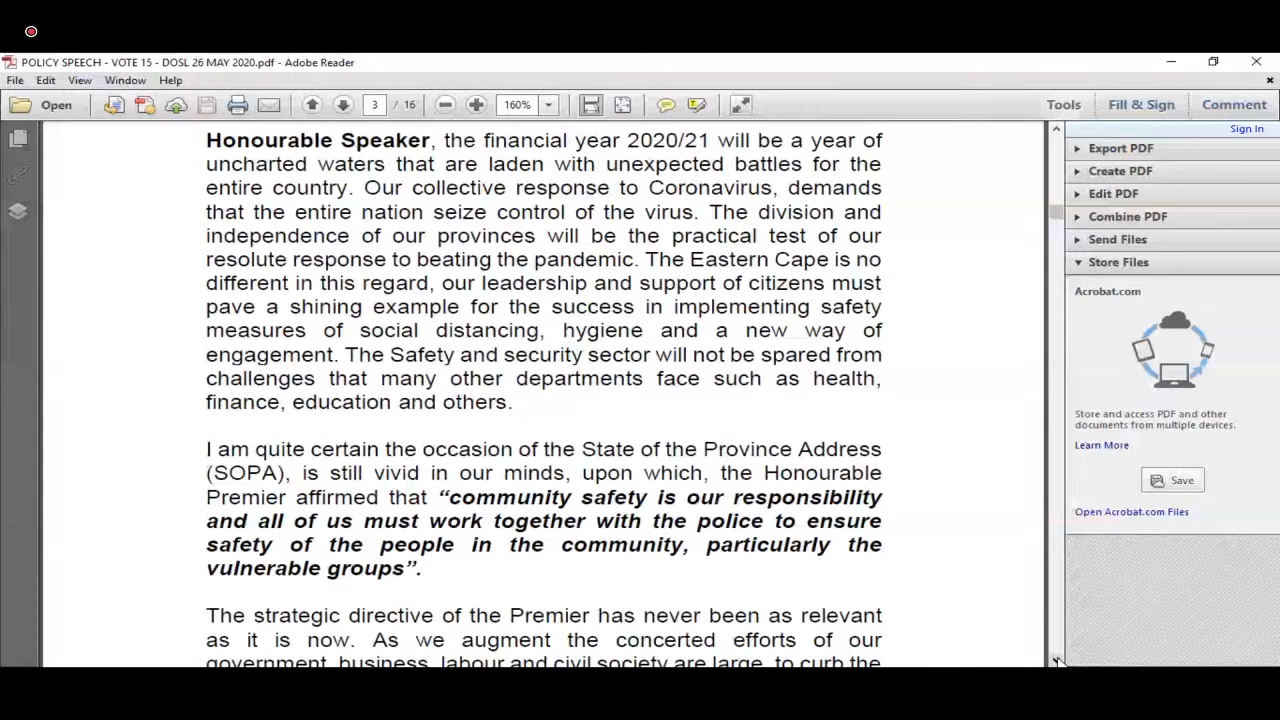 POLICY SPEECH - VOTE 15 - DOSL 26 MAY 2020.pdf - Adobe Reader
File Edit View Window Help
Open 3 / 16 160% Tools Fill & Sign Comment
Sign In
Export PDF
Create PDF
Edit PDF
Combine PDF
Send Files
Store Files
Acrobat.com
Store and access PDF and other
documents from multiple devices.
Learn More
Save
Open Acrobat.com Files
Honourable Speaker, the financial year 2020/21 will be a year of
uncharted waters that are laden with unexpected battles for the
entire country. Our collective response to Coronavirus, demands
that the entire nation seize control of the virus. The division and
independence of our provinces will be the practical test of our
resolute response to beating the pandemic. The Eastern Cape is no
different in this regard, our leadership and support of citizens must
pave a shining example for the success in implementing safety
measures of social distancing, hygiene and a new way of
engagement. The Safety and security sector will not be spared from
challenges that many other departments face such as health,
finance, education and others.
I am quite certain the occasion of the State of the Province Address
(SOPA), is still vivid in our minds, upon which, the Honourable
Premier affirmed that “community safety is our responsibility
and all of us must work together with the police to ensure
safety of the people in the community, particularly the
vulnerable groups”.
The strategic directive of the Premier has never been as relevant
as it is now. As we augment the concerted efforts of our
government, business, labour and civil society are large, to curb the